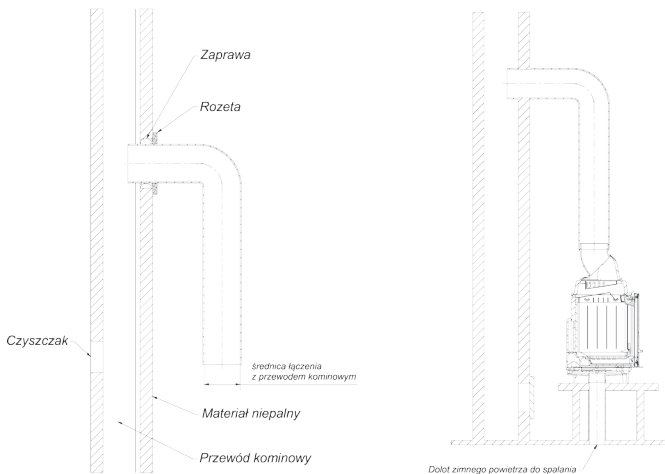 Zaprawa
Rozeta
Czyszczak
średnica łączenia
z przewodem kominowym
Materiał niepalny
Przewód kominowy
Dolot zimnego powietrza do spalania